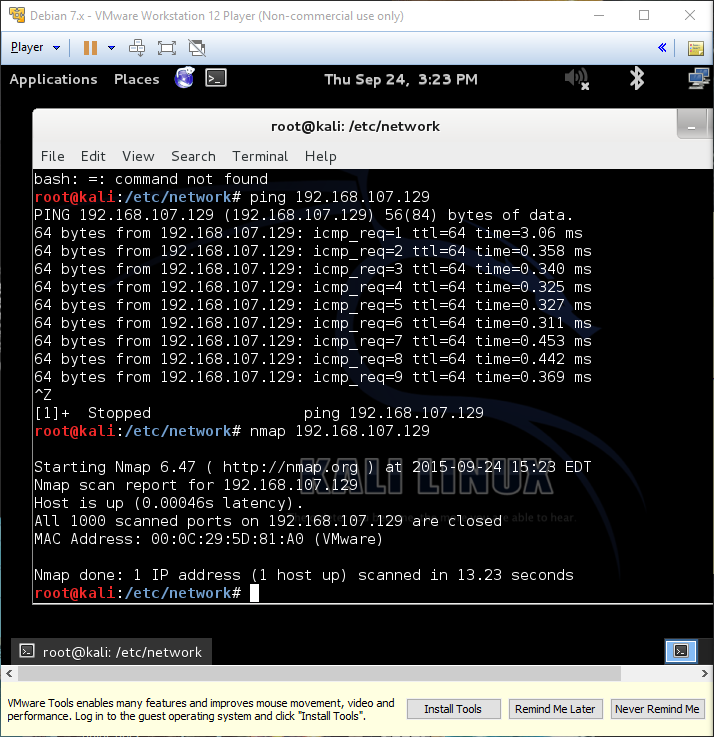 Debian 7.x - VMware Workstation 12 Player (Non-commercial use only)
Player
Applications Places Thu Sep 24, 3:23 PM
root@kali: /etc/network
File Edit View Search Terminal Help
bash: =: command not found
root@kali:/etc/network# ping 192.168.107.129
PING 192.168.107.129 (192.168.107.129) 56(84) bytes of data.
64 bytes from 192.168.107.129: icmp_req=1 ttl=64 time=3.06 ms
64 bytes from 192.168.107.129: icmp_req=2 ttl=64 time=0.358 ms
64 bytes from 192.168.107.129: icmp_req=3 ttl=64 time=0.340 ms
64 bytes from 192.168.107.129: icmp_req=4 ttl=64 time=0.325 ms
64 bytes from 192.168.107.129: icmp_req=5 ttl=64 time=0.327 ms
64 bytes from 192.168.107.129: icmp_req=6 ttl=64 time=0.311 ms
64 bytes from 192.168.107.129: icmp_req=7 ttl=64 time=0.453 ms
64 bytes from 192.168.107.129: icmp_req=8 ttl=64 time=0.442 ms
64 bytes from 192.168.107.129: icmp_req=9 ttl=64 time=0.369 ms
^Z
[1]+  Stopped                 ping 192.168.107.129
root@kali:/etc/network# nmap 192.168.107.129
Starting Nmap 6.47 ( http://nmap.org ) at 2015-09-24 15:23 EDT
KALI LINUX
Nmap scan report for 192.168.107.129
Host is up (0.00046s latency).
All 1000 scanned ports on 192.168.107.129 are closed
able to hear.
MAC Address: 00:0C:29:5D:81:A0 (VMware)
Nmap done: 1 IP address (1 host up) scanned in 13.23 seconds
root@kali:/etc/network#
root@kali: /etc/network
VMware Tools enables many features and improves mouse movement, video and
performance. Log in to the guest operating system and click "Install Tools".
Install Tools
Remind Me Later
Never Remind Me